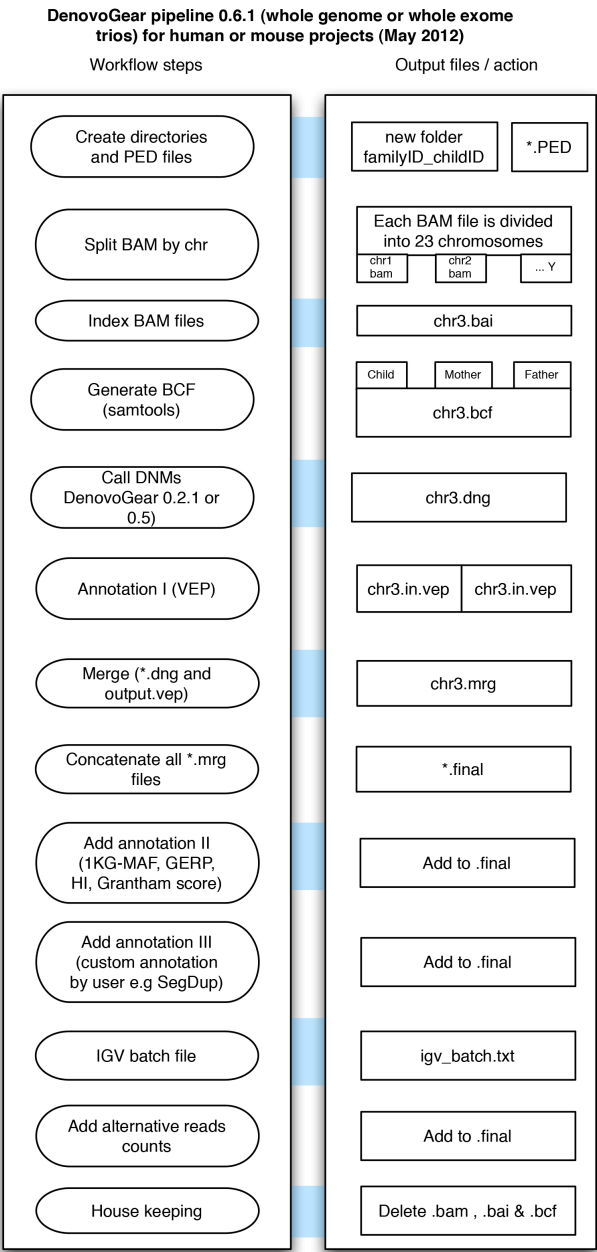 DenovoGear pipeline 0.6.1 (whole genome or whole exome
trios) for human or mouse projects (May 2012)
Workflow steps
Output files / action
Create directories
and PED files
new folder
familyID_childID
*.PED
Split BAM by chr
Each BAM file is divided
into 23 chromosomes
chr1
bam
chr2
bam
... Y
Index BAM files
chr3.bai
Generate BCF
(samtools)
Child
Mother
Father
chr3.bcf
Call DNMs
DenovoGear 0.2.1 or
0.5)
chr3.dng
Annotation I (VEP)
chr3.in.vep
chr3.in.vep
Merge (*.dng and
output.vep)
chr3.mrg
Concatenate all *.mrg
files
*.final
Add annotation II
(1KG-MAF, GERP,
HI, Grantham score)
Add to .final
Add annotation III
(custom annotation
by user e.g SegDup)
Add to .final
IGV batch file
igv_batch.txt
Add alternative reads
counts
Add to .final
House keeping
Delete .bam , .bai & .bcf